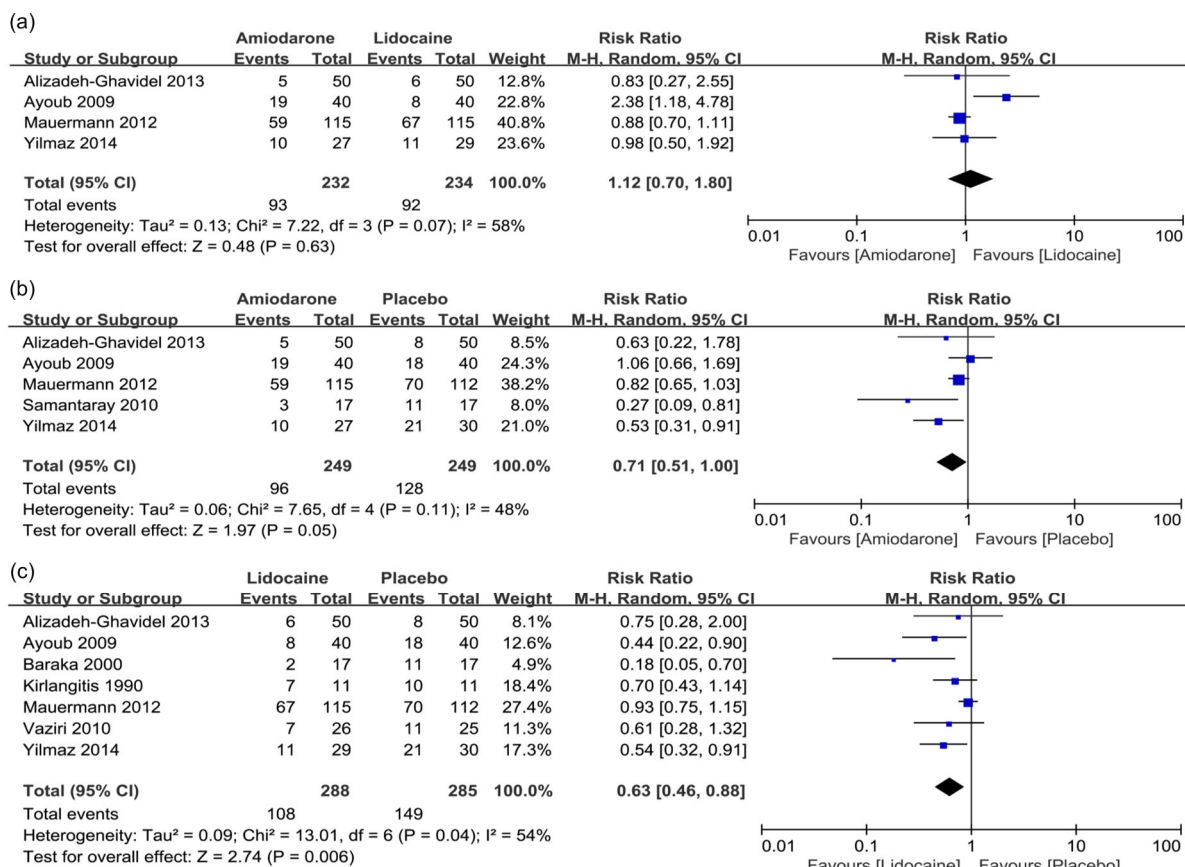 (a)
Amiodarone Lidocaine Risk Ratio Risk Ratio
Study or Subgroup Events Total Events Total Weight M-H, Random, 95% CI M-H, Random, 95% CI
Alizadeh-Ghavidel 2013 5 50 6 50 12.8% 0.83 [0.27, 2.55]
Ayoub 2009 19 40 8 40 22.8% 2.38 [1.18, 4.78]
Mauermann 2012 59 115 67 115 40.8% 0.88 [0.70, 1.11]
Yilmaz 2014 10 27 11 29 23.6% 0.98 [0.50, 1.92]
Total (95% CI) 232 234 100.0% 1.12 [0.70, 1.80]
Total events 93 92
Heterogeneity: Tau² = 0.13; Chi² = 7.22, df = 3 (P = 0.07); I² = 58%
Test for overall effect: Z = 0.48 (P = 0.63)
0.01 0.1 1 10 100
Favours [Amiodarone] Favours [Lidocaine]
(b)
Amiodarone Placebo Risk Ratio Risk Ratio
Study or Subgroup Events Total Events Total Weight M-H, Random, 95% CI M-H, Random, 95% CI
Alizadeh-Ghavidel 2013 5 50 8 50 8.5% 0.63 [0.22, 1.78]
Ayoub 2009 19 40 18 40 24.3% 1.06 [0.66, 1.69]
Mauermann 2012 59 115 70 112 38.2% 0.82 [0.65, 1.03]
Samantaray 2010 3 17 11 17 8.0% 0.27 [0.09, 0.81]
Yilmaz 2014 10 27 21 30 21.0% 0.53 [0.31, 0.91]
Total (95% CI) 249 249 100.0% 0.71 [0.51, 1.00]
Total events 96 128
Heterogeneity: Tau² = 0.06; Chi² = 7.65, df = 4 (P = 0.11); I² = 48%
Test for overall effect: Z = 1.97 (P = 0.05)
0.01 0.1 1 10 100
Favours [Amiodarone] Favours [Placebo]
(c)
Lidocaine Placebo Risk Ratio Risk Ratio
Study or Subgroup Events Total Events Total Weight M-H, Random, 95% CI M-H, Random, 95% CI
Alizadeh-Ghavidel 2013 6 50 8 50 8.1% 0.75 [0.28, 2.00]
Ayoub 2009 8 40 18 40 12.6% 0.44 [0.22, 0.90]
Baraka 2000 2 17 11 17 4.9% 0.18 [0.05, 0.70]
Kirlangitis 1990 7 11 10 11 18.4% 0.70 [0.43, 1.14]
Mauermann 2012 67 115 70 112 27.4% 0.93 [0.75, 1.15]
Vaziri 2010 7 26 11 25 11.3% 0.61 [0.28, 1.32]
Yilmaz 2014 11 29 21 30 17.3% 0.54 [0.32, 0.91]
Total (95% CI) 288 285 100.0% 0.63 [0.46, 0.88]
Total events 108 149
Heterogeneity: Tau² = 0.09; Chi² = 13.01, df = 6 (P = 0.04); I² = 54%
Test for overall effect: Z = 2.74 (P = 0.006)
0.01 0.1 1 10 100
Favours [Lidocaine] Favours [Placebo]